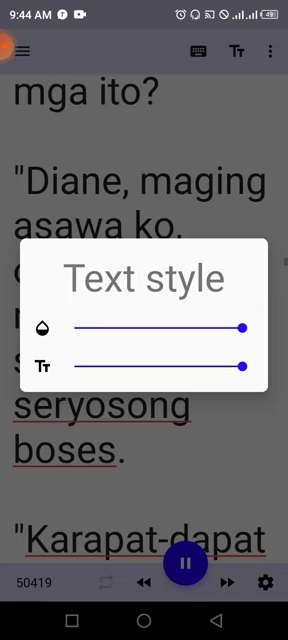 9:44 AM
mga ito?
"Diane, maging
asawa ko,
Text style
seryosong
boses.
"Karapat-dapat
50419